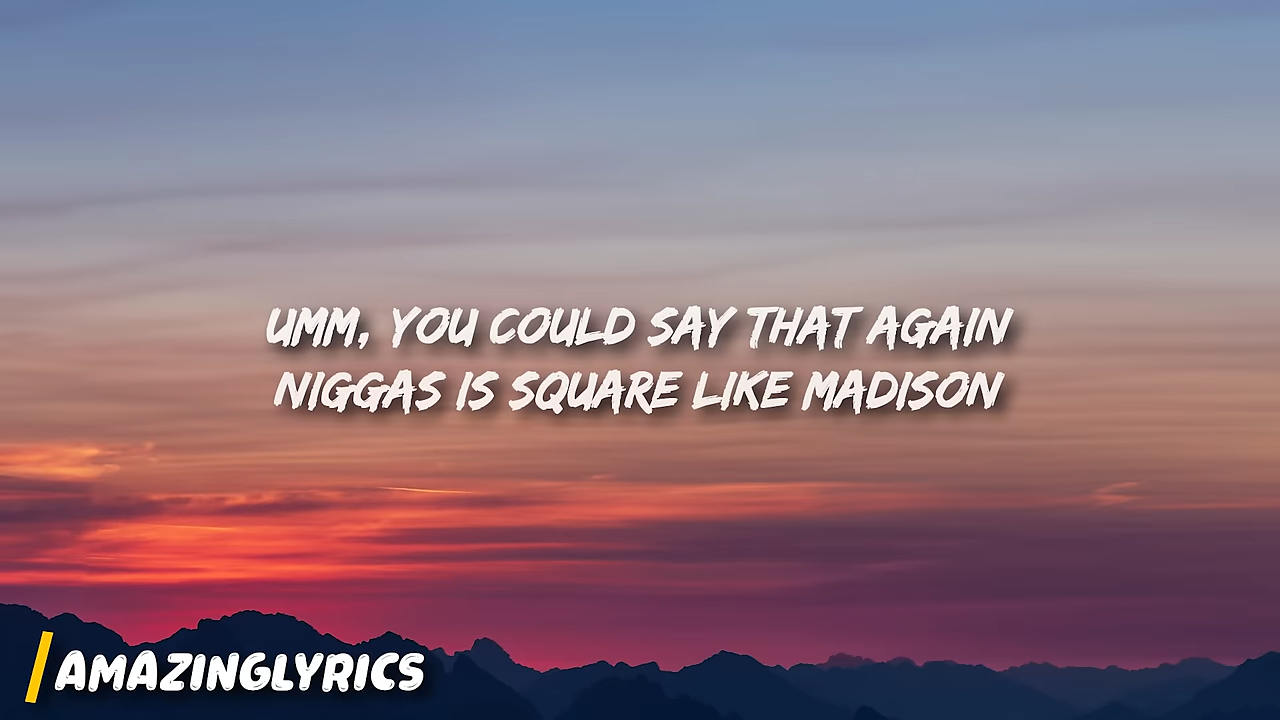 UMM, YOU COULD SAY THAT AGAIN
NIGGAS IS SQUARE LIKE MADISON
AMAZINGLYRICS